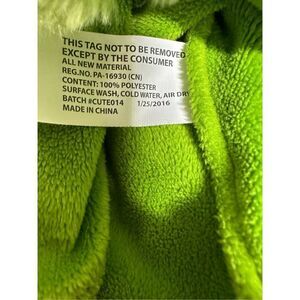 THIS TAG NOT TO BE REMOVED
EXCEPT BY THE CONSUMER
ALL NEW MATERIAL
REG.NO. PA-16930 (CN)
CONTENT: 100% POLYESTER
SURFACE WASH, COLD WATER, AIR DRY
BATCH #CUTE014 1/25/2016
MADE IN CHINA